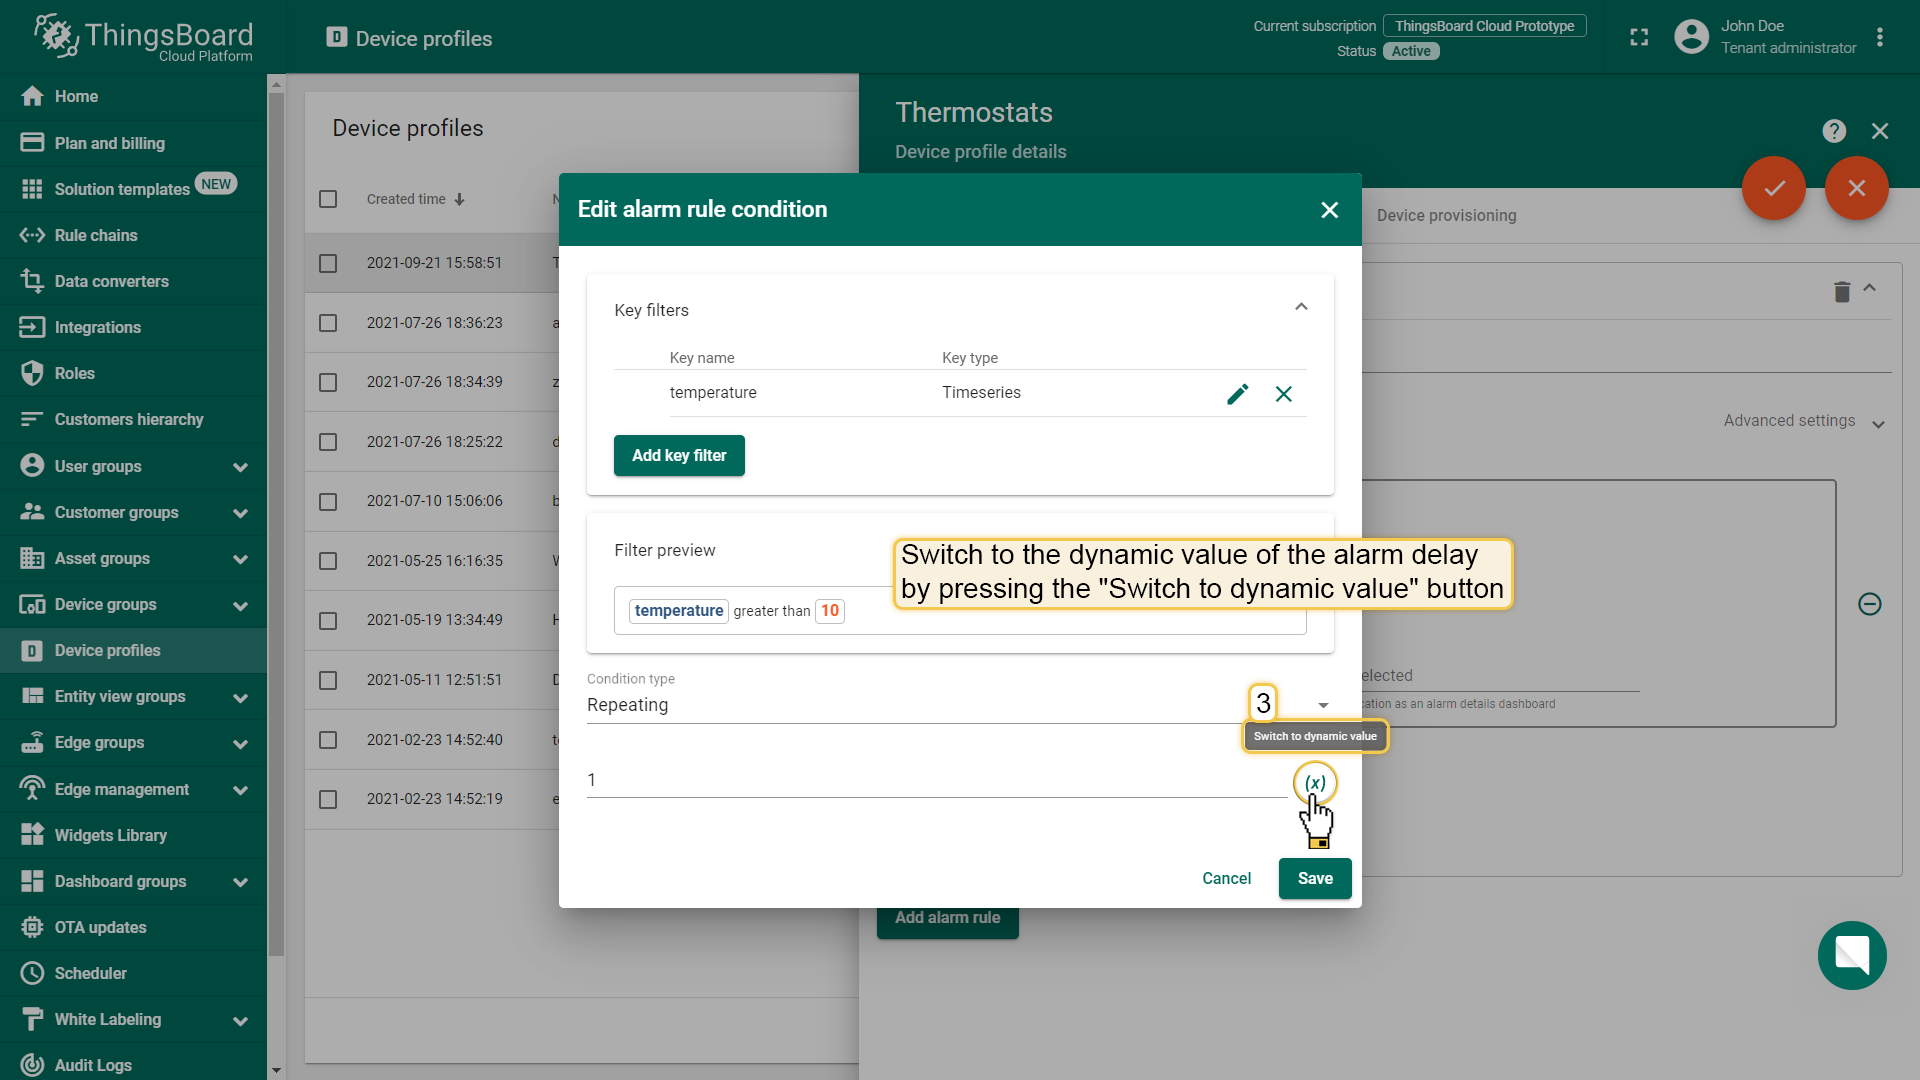 ThingsBoard
Cloud Platform
Device profiles
Current subscription ThingsBoard Cloud Prototype
Status Active
John Doe
Tenant administrator
Home
Plan and billing
Solution templates NEW
Rule chains
Data converters
Integrations
Roles
Customers hierarchy
User groups
Customer groups
Asset groups
Device groups
Device profiles
Entity view groups
Edge groups
Edge management
Widgets Library
Dashboard groups
OTA updates
Scheduler
White Labeling
Audit Logs
Device profiles
Created time
2021-09-21 15:58:51
2021-07-26 18:36:23
2021-07-26 18:34:39
2021-07-26 18:25:22
2021-07-10 15:06:06
2021-05-25 16:16:35
2021-05-19 13:34:49
2021-05-11 12:51:51
2021-02-23 14:52:40
2021-02-23 14:52:19
Thermostats
Device profile details
Device provisioning
Advanced settings
elected
cation as an alarm details dashboard
Add alarm rule
Edit alarm rule condition
Key filters
Key name Key type
temperature Timeseries
Add key filter
Filter preview
temperature greater than 10
Switch to the dynamic value of the alarm delay
by pressing the "Switch to dynamic value" button
Condition type
Repeating
3
Switch to dynamic value
1
(x)
Cancel Save